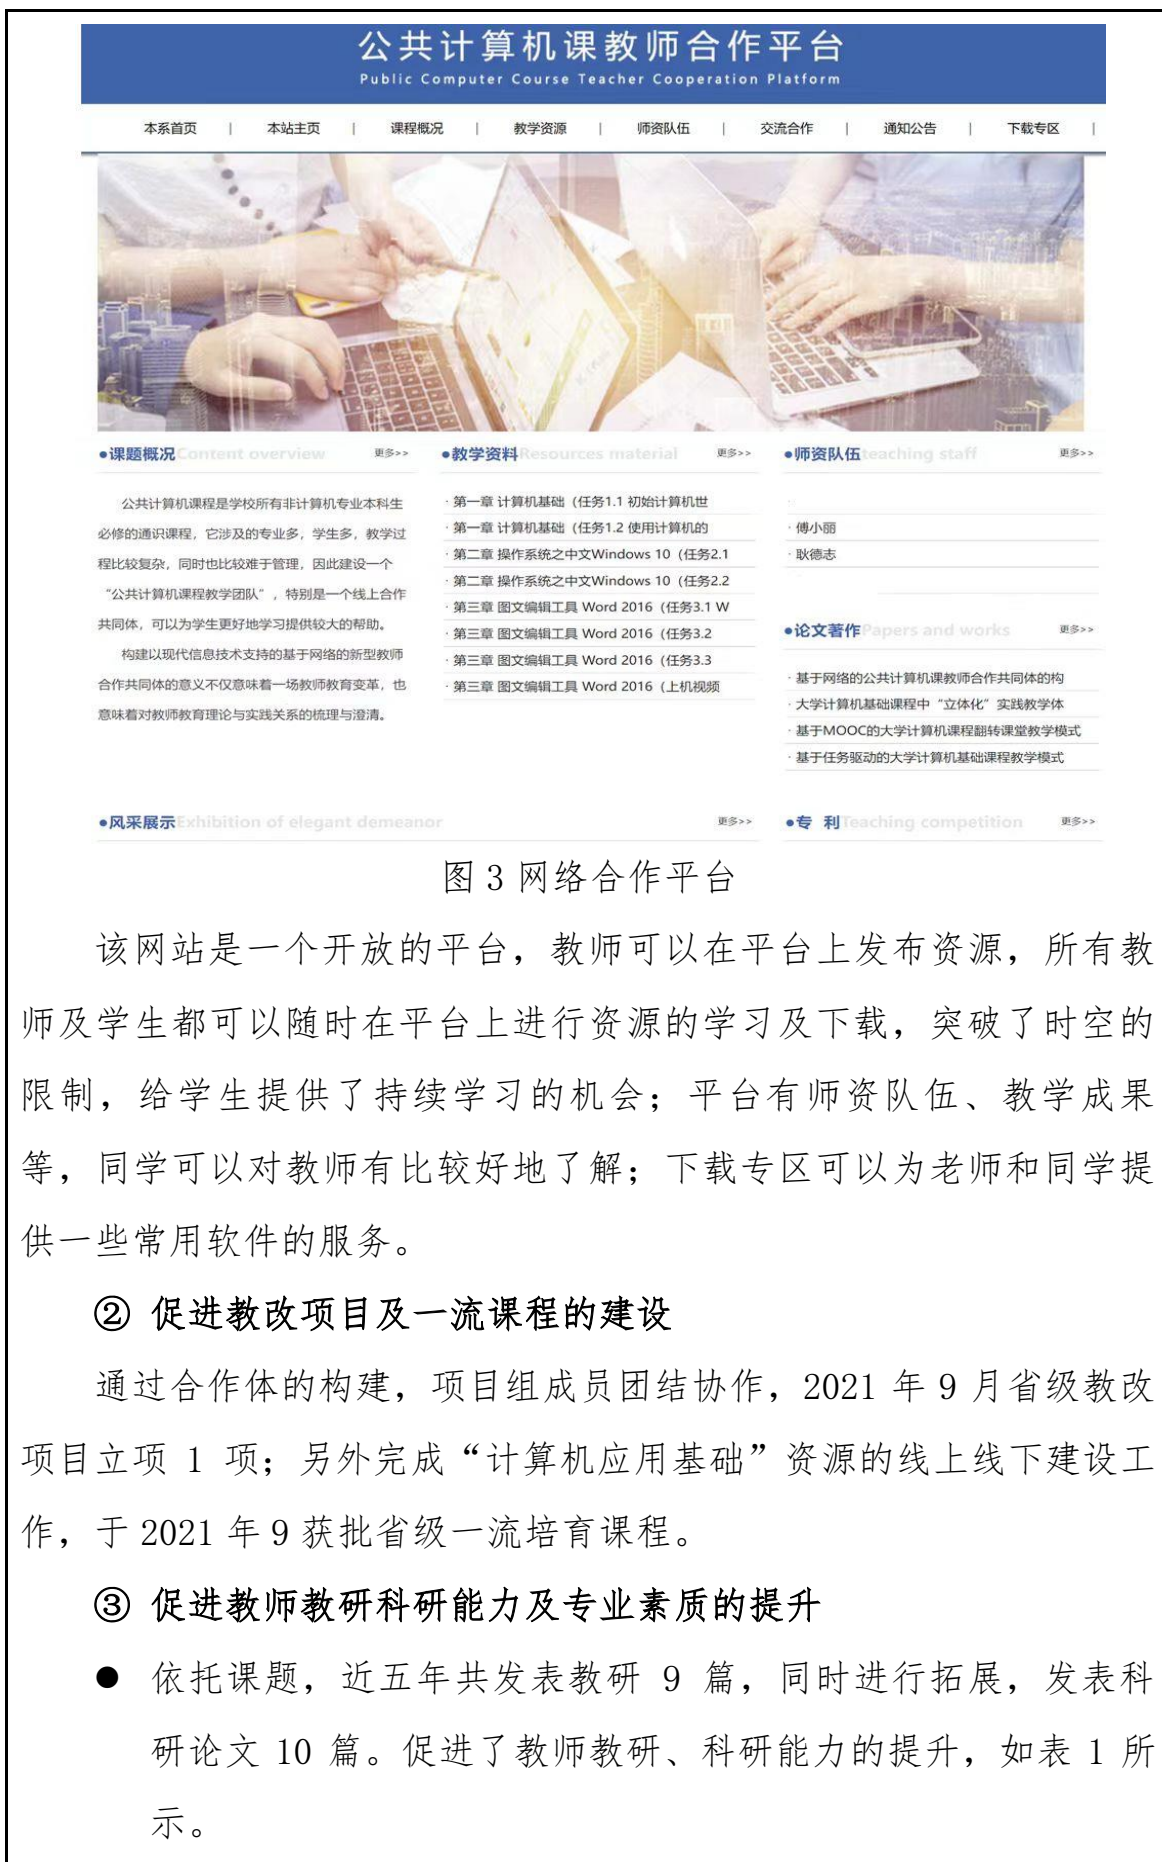 公共计算机课教师合作平台
Public Computer Course Teacher Cooperation Platform
本系首页 | 本站主页 | 课程概况 | 教学资源 | 师资队伍 | 交流合作 | 通知公告 | 下载专区 |
●课题概况Content overview 更多>>
公共计算机课程是学校所有非计算机专业本科生
必修的通识课程，它涉及的专业多，学生多，教学过
程比较复杂，同时也比较难于管理，因此建设一个
“公共计算机课程教学团队”，特别是一个线上合作
共同体，可以为学生更好地学习提供较大的帮助。
构建以现代信息技术支持的基于网络的新型教师
合作共同体的意义不仅意味着一场教师教育变革，也
意味着对教师教育理论与实践关系的梳理与澄清。
●教学资料Resources material 更多>>
· 第一章 计算机基础（任务1.1 初始计算机世
· 第一章 计算机基础（任务1.2 使用计算机的
· 第二章 操作系统之中文Windows 10（任务2.1
· 第二章 操作系统之中文Windows 10（任务2.2
· 第三章 图文编辑工具 Word 2016（任务3.1 W
· 第三章 图文编辑工具 Word 2016（任务3.2
· 第三章 图文编辑工具 Word 2016（任务3.3
· 第三章 图文编辑工具 Word 2016（上机视频
●师资队伍teaching staff 更多>>
· 傅小丽
· 耿德志
●论文著作Papers and works 更多>>
· 基于网络的公共计算机课教师合作共同体的构
· 大学计算机基础课程中“立体化”实践教学体
· 基于MOOC的大学计算机课程翻转课堂教学模式
· 基于任务驱动的大学计算机基础课程教学模式
●风采展示Exhibition of elegant demeanor 更多>>
●专 利Teaching competition 更多>>
图 3 网络合作平台
该网站是一个开放的平台，教师可以在平台上发布资源，所有教
师及学生都可以随时在平台上进行资源的学习及下载，突破了时空的
限制，给学生提供了持续学习的机会；平台有师资队伍、教学成果
等，同学可以对教师有比较好地了解；下载专区可以为老师和同学提
供一些常用软件的服务。
② 促进教改项目及一流课程的建设
通过合作体的构建，项目组成员团结协作，2021 年 9 月省级教改
项目立项 1 项；另外完成“计算机应用基础”资源的线上线下建设工
作，于 2021 年 9 获批省级一流培育课程。
③ 促进教师教研科研能力及专业素质的提升
● 依托课题，近五年共发表教研 9 篇，同时进行拓展，发表科
研论文 10 篇。促进了教师教研、科研能力的提升，如表 1 所
示。